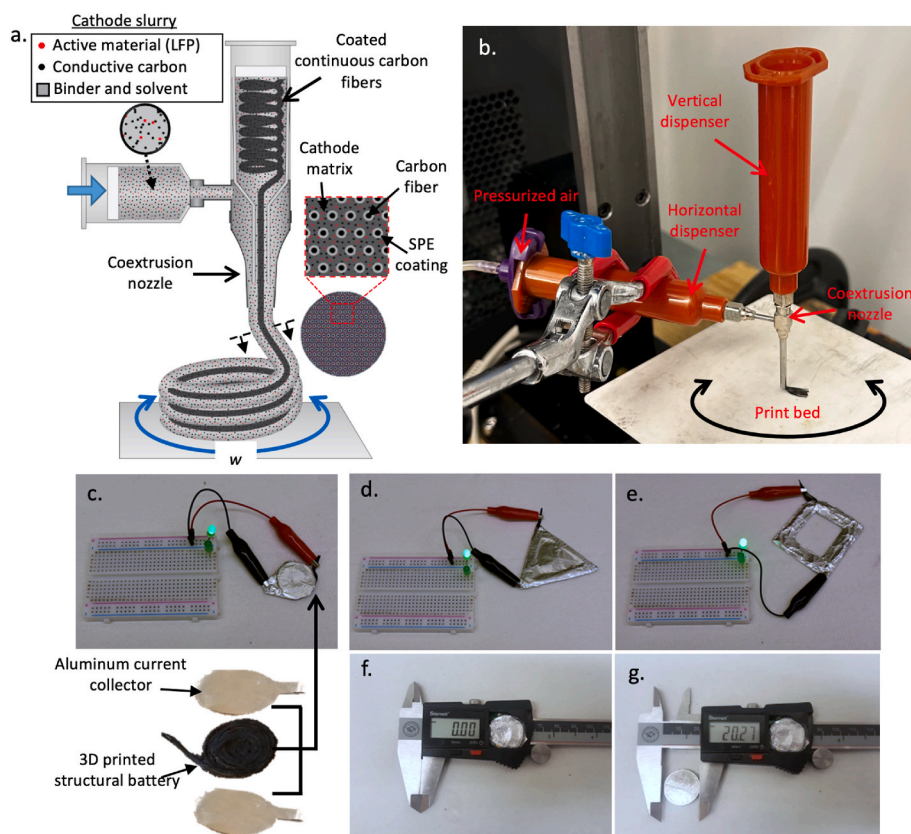 a.
Cathode slurry
Active material (LFP)
Conductive carbon
Binder and solvent
Coated
continuous carbon
fibers
Cathode
matrix
Carbon
fiber
SPE
coating
Coextrusion
nozzle
w
b.
Vertical
dispenser
Pressurized air
Horizontal
dispenser
Coextrusion
nozzle
Print bed
c.
d.
e.
Aluminum current
collector
3D printed
structural battery
f.
0.00
g.
20.27